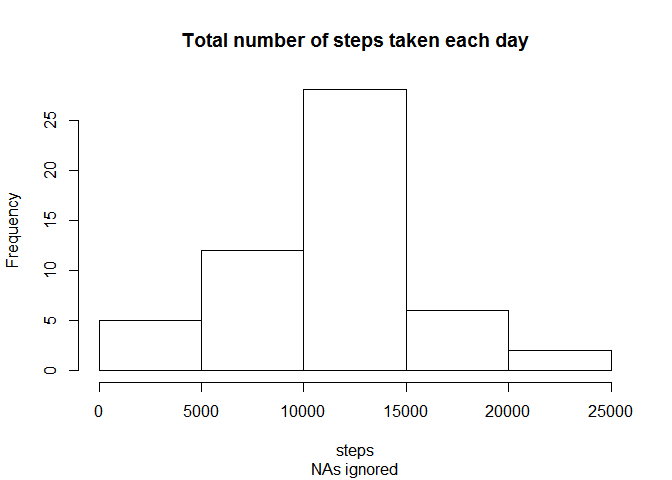 Total number of steps taken each day
Frequency
25
20
15
10
5
0
0 5000 10000 15000 20000 25000
steps
NAs ignored